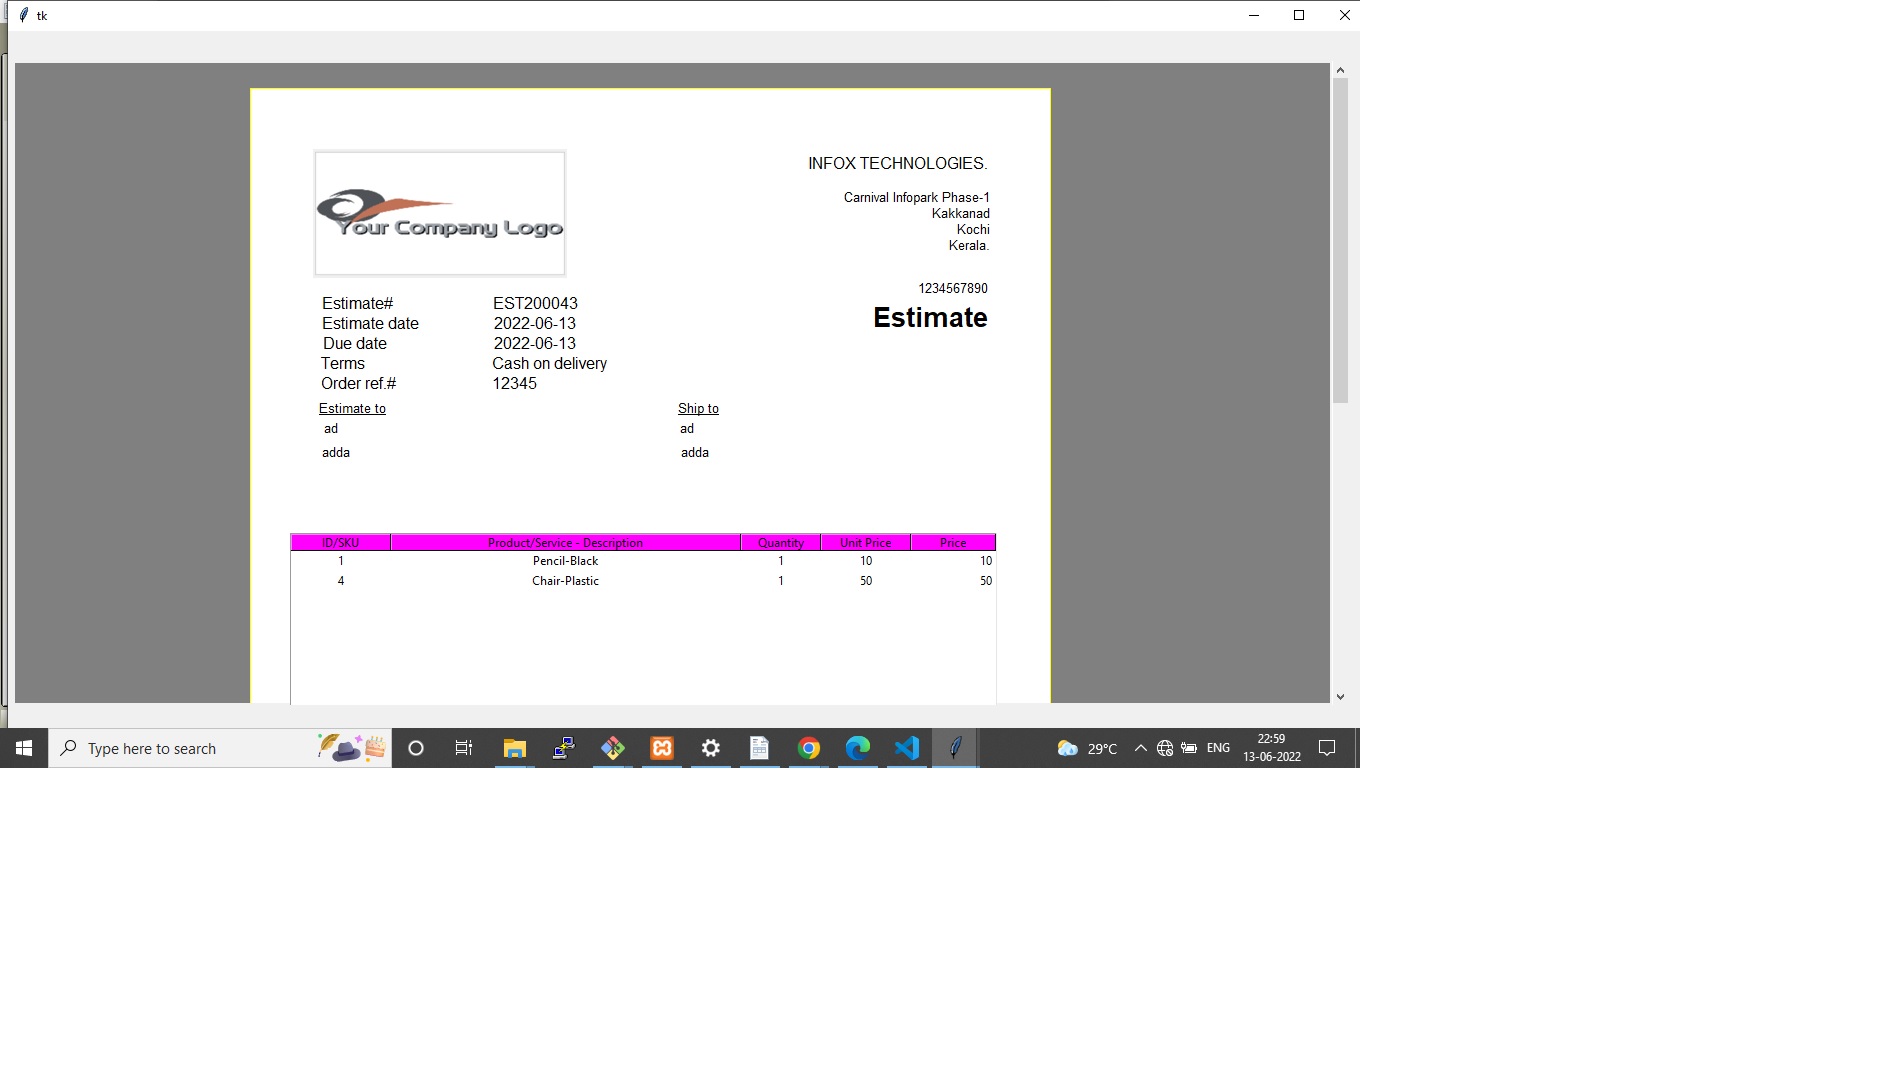 tk
Your Company Logo
INFOX TECHNOLOGIES.
Carnival Infopark Phase-1
Kakkanad
Kochi
Kerala.
1234567890
Estimate
Estimate# EST200043
Estimate date 2022-06-13
Due date 2022-06-13
Terms Cash on delivery
Order ref.# 12345
Estimate to Ship to
ad ad
adda adda
ID/SKU Product/Service - Description Quantity Unit Price Price
1 Pencil-Black 1 10 10
4 Chair-Plastic 1 50 50
Type here to search
29°C
ENG
22:59
13-06-2022